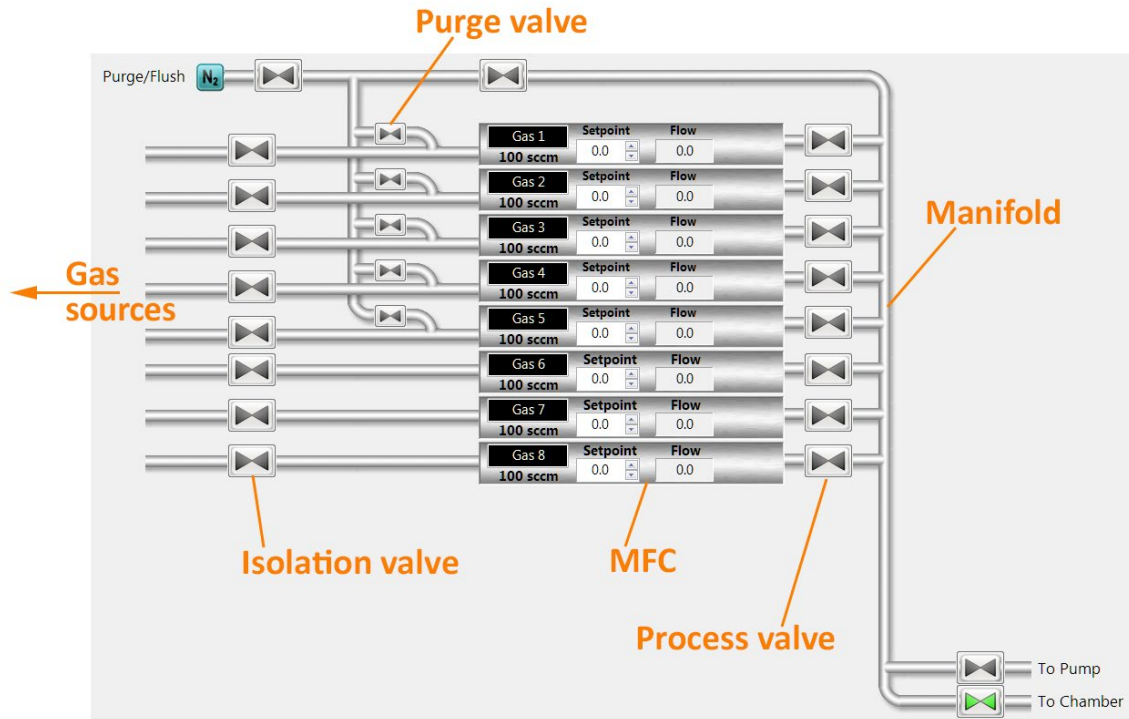 Purge valve
Purge/Flush N₂
Gas 1 Setpoint Flow
100 sccm 0.0 0.0
Gas 2 Setpoint Flow
100 sccm 0.0 0.0
Gas 3 Setpoint Flow
100 sccm 0.0 0.0
Manifold
Gas 4 Setpoint Flow
100 sccm 0.0 0.0
Gas
sources
Gas 5 Setpoint Flow
100 sccm 0.0 0.0
Gas 6 Setpoint Flow
100 sccm 0.0 0.0
Gas 7 Setpoint Flow
100 sccm 0.0 0.0
Gas 8 Setpoint Flow
100 sccm 0.0 0.0
Isolation valve
MFC
Process valve
To Pump
To Chamber